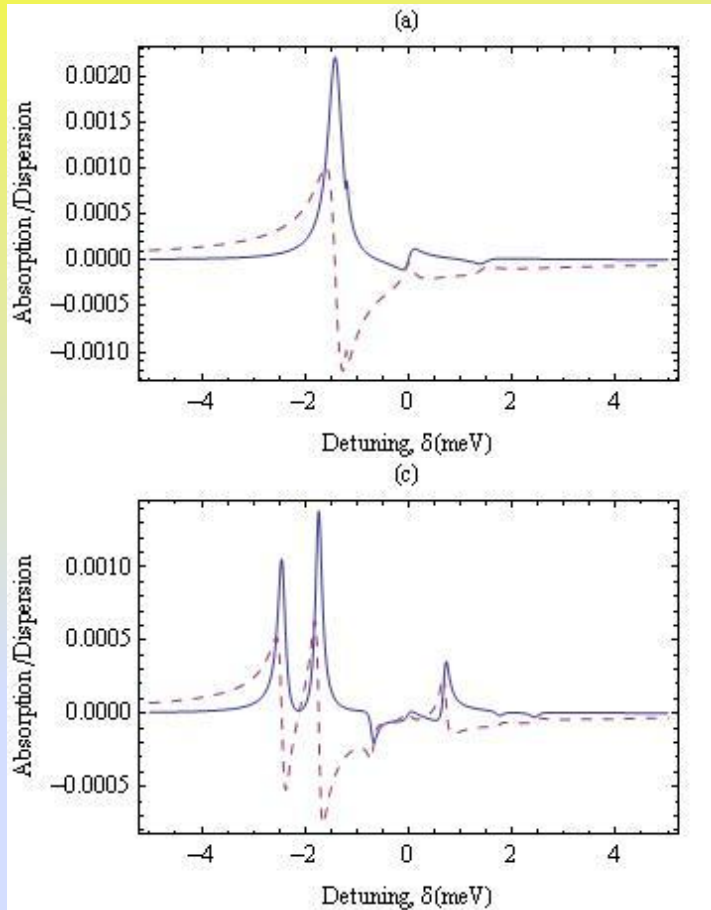 (a)
Absorption/Dispersion
0.0020
0.0015
0.0010
0.0005
0.0000
−0.0005
−0.0010
−4 −2 0 2 4
Detuning, δ(meV)
(c)
Absorption/Dispersion
0.0010
0.0005
0.0000
−0.0005
−4 −2 0 2 4
Detuning, δ(meV)